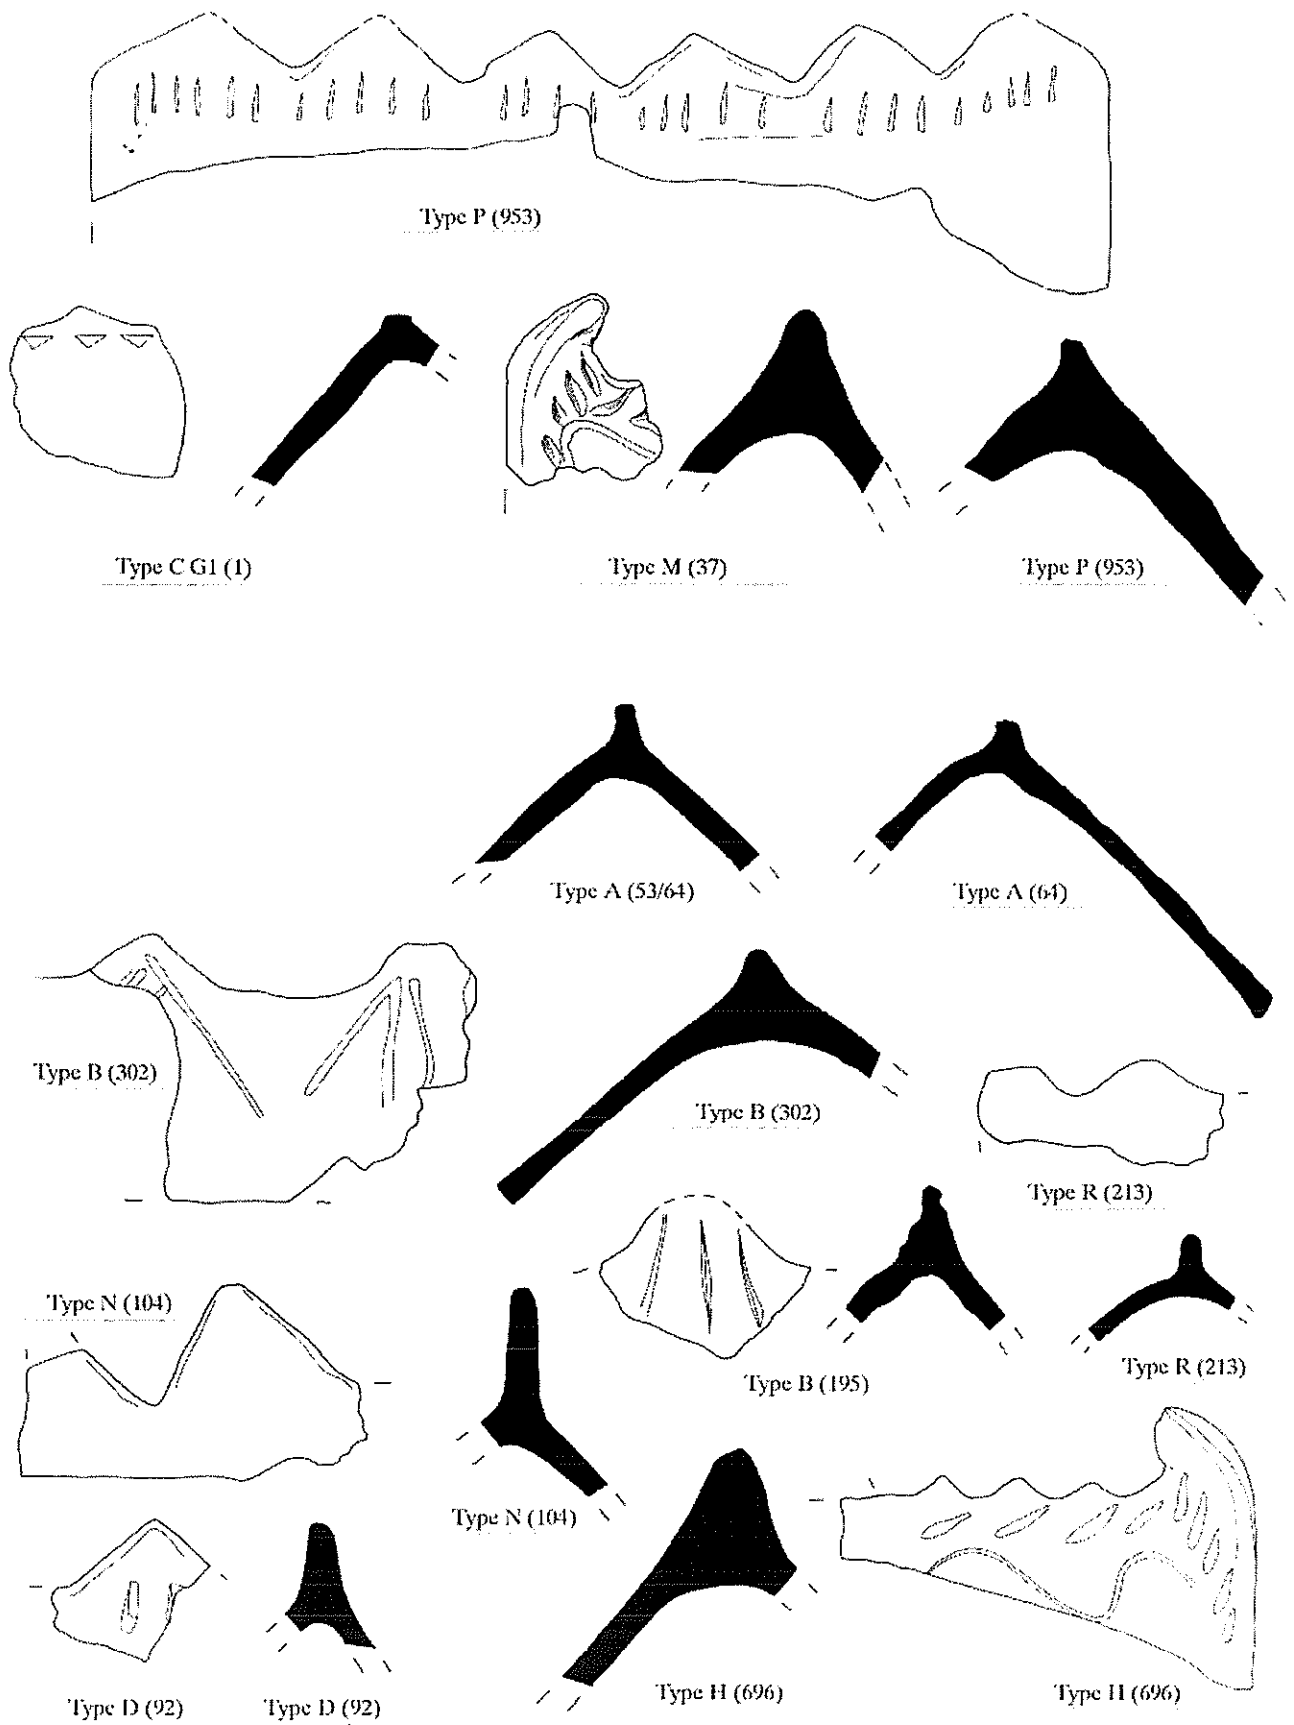 Type P (953)
Type C G1 (1)
Type M (37)
Type P (953)
Type A (53/64)
Type A (64)
Type B (302)
Type B (302)
Type R (213)
Type N (104)
Type B (195)
Type R (213)
Type N (104)
Type D (92)
Type D (92)
Type H (696)
Type H (696)